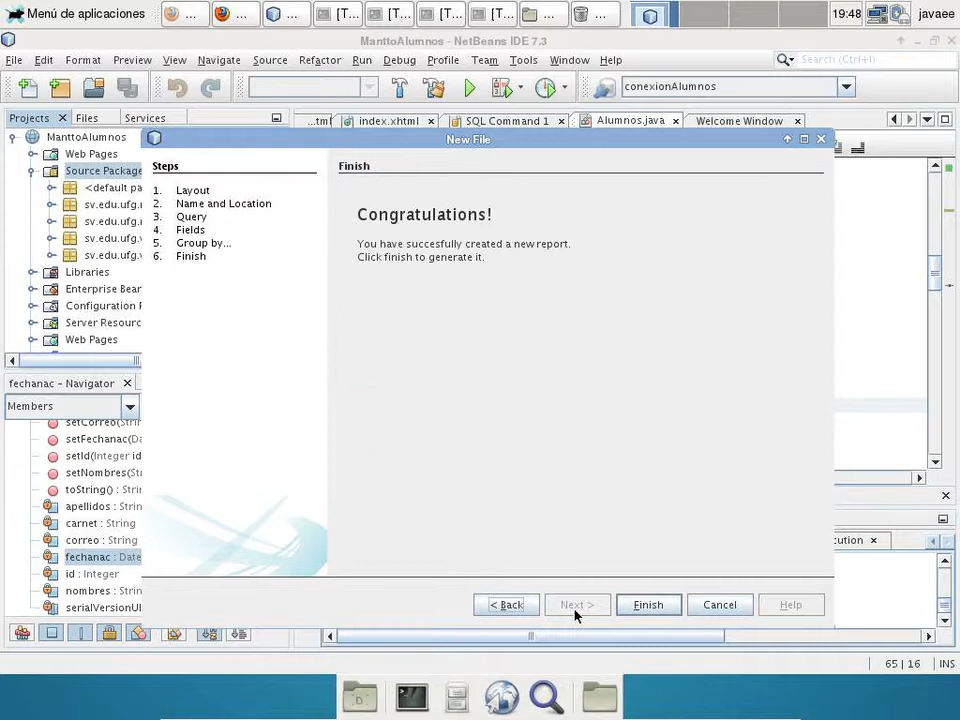 Menú de aplicaciones
...
...
...
[T...
[T...
[T...
[T...
...
...
19:48
javaee
ManttoAlumnos - NetBeans IDE 7.3
File Edit Format Preview View Navigate Source Refactor Run Debug Profile Team Tools Window Help
Search (Ctrl+I)
conexionAlumnos
Projects Files Services
...tml index.xhtml SQL Command 1 Alumnos.java Welcome Window
ManttoAlumnos
Web Pages
Source Package
<default pa
sv.edu.ufg.
sv.edu.ufg.
sv.edu.ufg.
sv.edu.ufg.
Libraries
Enterprise Bean
Configuration F
Server Resourc
Web Pages
fechanac - Navigator
Members
setCorreo(Strin
setFechanac(Da
setId(Integer id
setNombres(Str
toString() : Strin
apellidos : Strin
carnet : String
correo : String
fechanac : Date
id : Integer
nombres : String
serialVersionUI
New File
Steps
1. Layout
2. Name and Location
3. Query
4. Fields
5. Group by...
6. Finish
Finish
Congratulations!
You have succesfully created a new report.
Click finish to generate it.
< Back Next > Finish Cancel Help
cution
65 | 16 INS